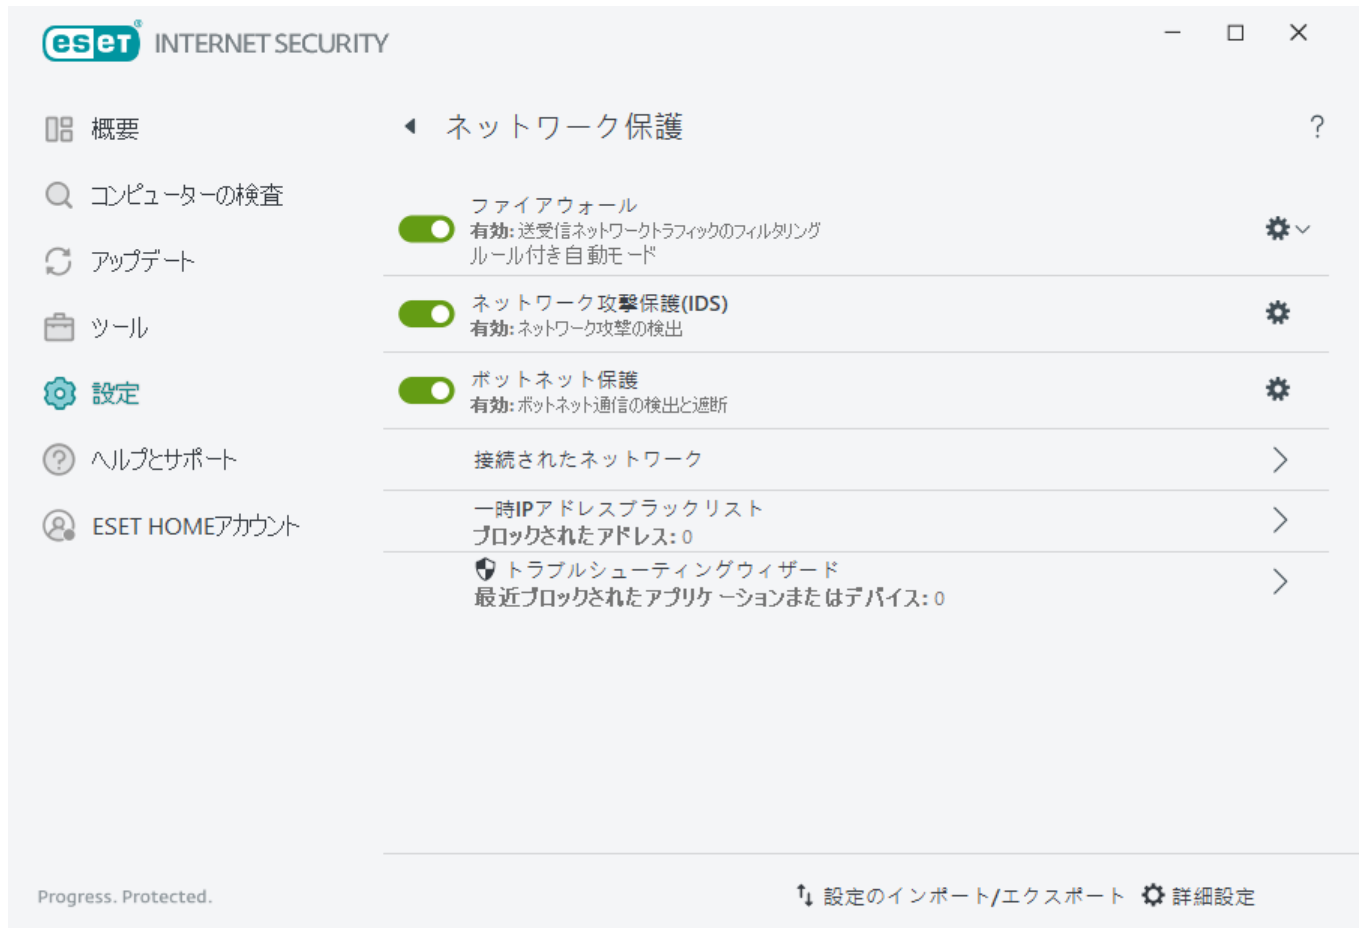 eset INTERNET SECURITY
概要
コンピューターの検査
アップデート
ツール
設定
ヘルプとサポート
ESET HOMEアカウント
ネットワーク保護
?
ファイアウォール
有効: 送受信ネットワークトラフィックのフィルタリング
ルール付き自動モード
ネットワーク攻撃保護(IDS)
有効: ネットワーク攻撃の検出
ボットネット保護
有効: ボットネット通信の検出と遮断
接続されたネットワーク
一時IPアドレスブラックリスト
ブロックされたアドレス: 0
トラブルシューティングウィザード
最近ブロックされたアプリケーションまたはデバイス: 0
Progress. Protected.
設定のインポート/エクスポート 詳細設定